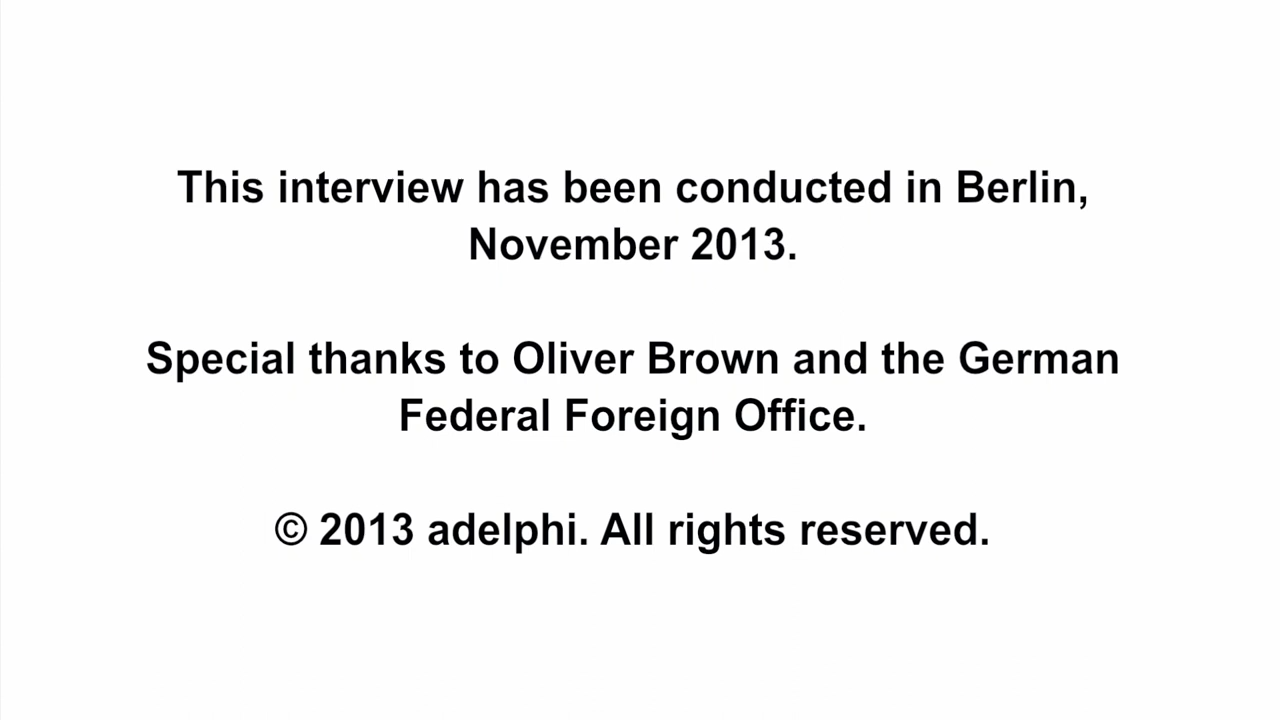 This interview has been conducted in Berlin,
November 2013.
Special thanks to Oliver Brown and the German
Federal Foreign Office.
© 2013 adelphi. All rights reserved.